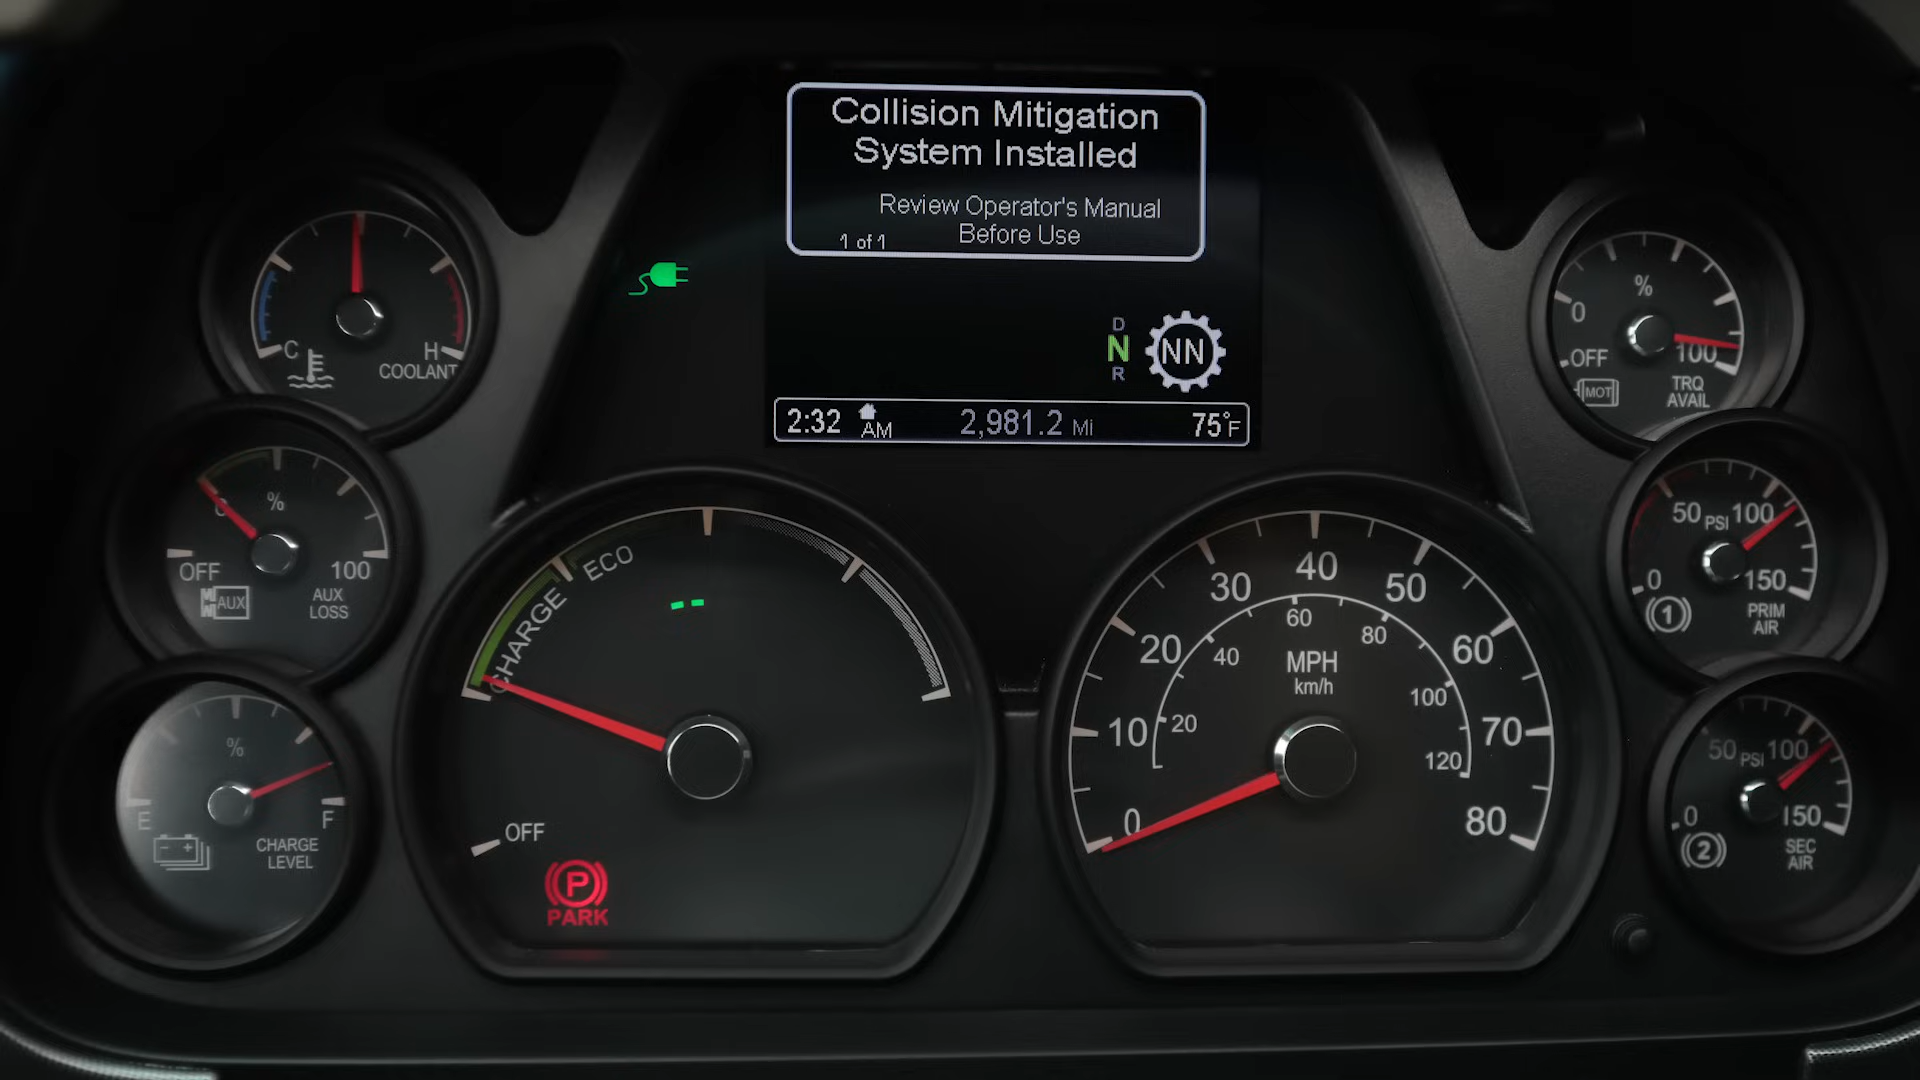 Collision Mitigation
System Installed
Review Operator's Manual
Before Use
1 of 1
D
N
R
NN
2:32 AM 2,981.2 Mi 75°F
C H
COOLANT
%
0 100
OFF
MOT
TRQ
AVAIL
%
OFF 100
AUX
AUX
LOSS
50 PSI 100
0 150
1
PRIM
AIR
%
E F
CHARGE
LEVEL
50 PSI 100
0 150
2
SEC
AIR
CHARGE ECO
--
OFF
P
PARK
0 10 20 30 40 50 60 70 80
20 40 60 80 100 120
MPH
km/h